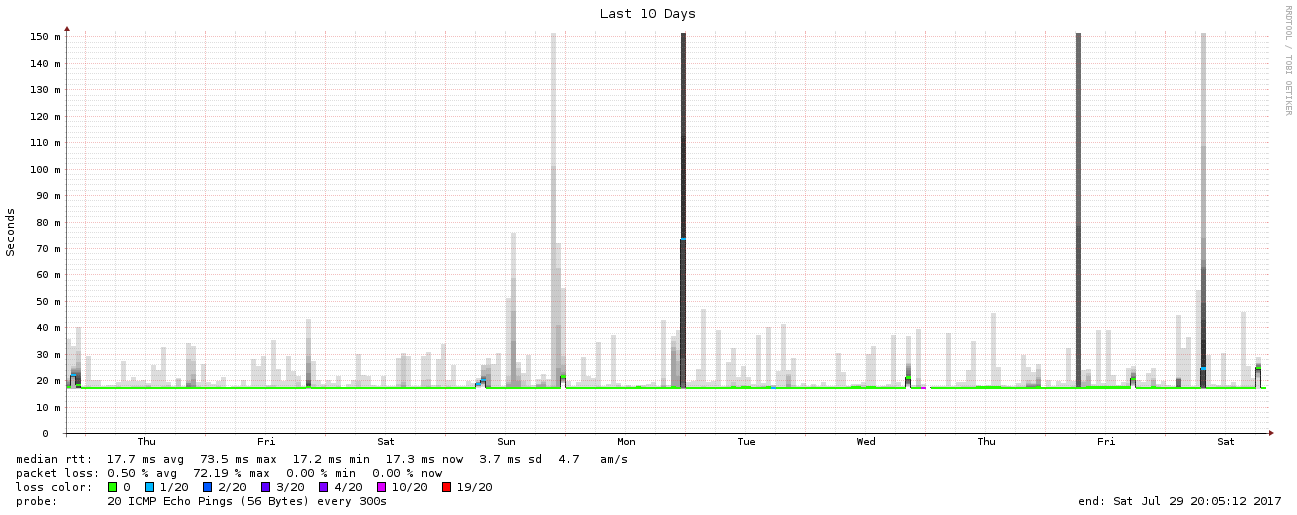 Last 10 Days
RRDTOOL / TOBI OETIKER
Seconds
150 m
140 m
130 m
120 m
110 m
100 m
90 m
80 m
70 m
60 m
50 m
40 m
30 m
20 m
10 m
0
Thu Fri Sat Sun Mon Tue Wed Thu Fri Sat
median rtt: 17.7 ms avg 73.5 ms max 17.2 ms min 17.3 ms now 3.7 ms sd 4.7 am/s
packet loss: 0.50 % avg 72.19 % max 0.00 % min 0.00 % now
loss color: 0 1/20 2/20 3/20 4/20 10/20 19/20
probe: 20 ICMP Echo Pings (56 Bytes) every 300s end: Sat Jul 29 20:05:12 2017